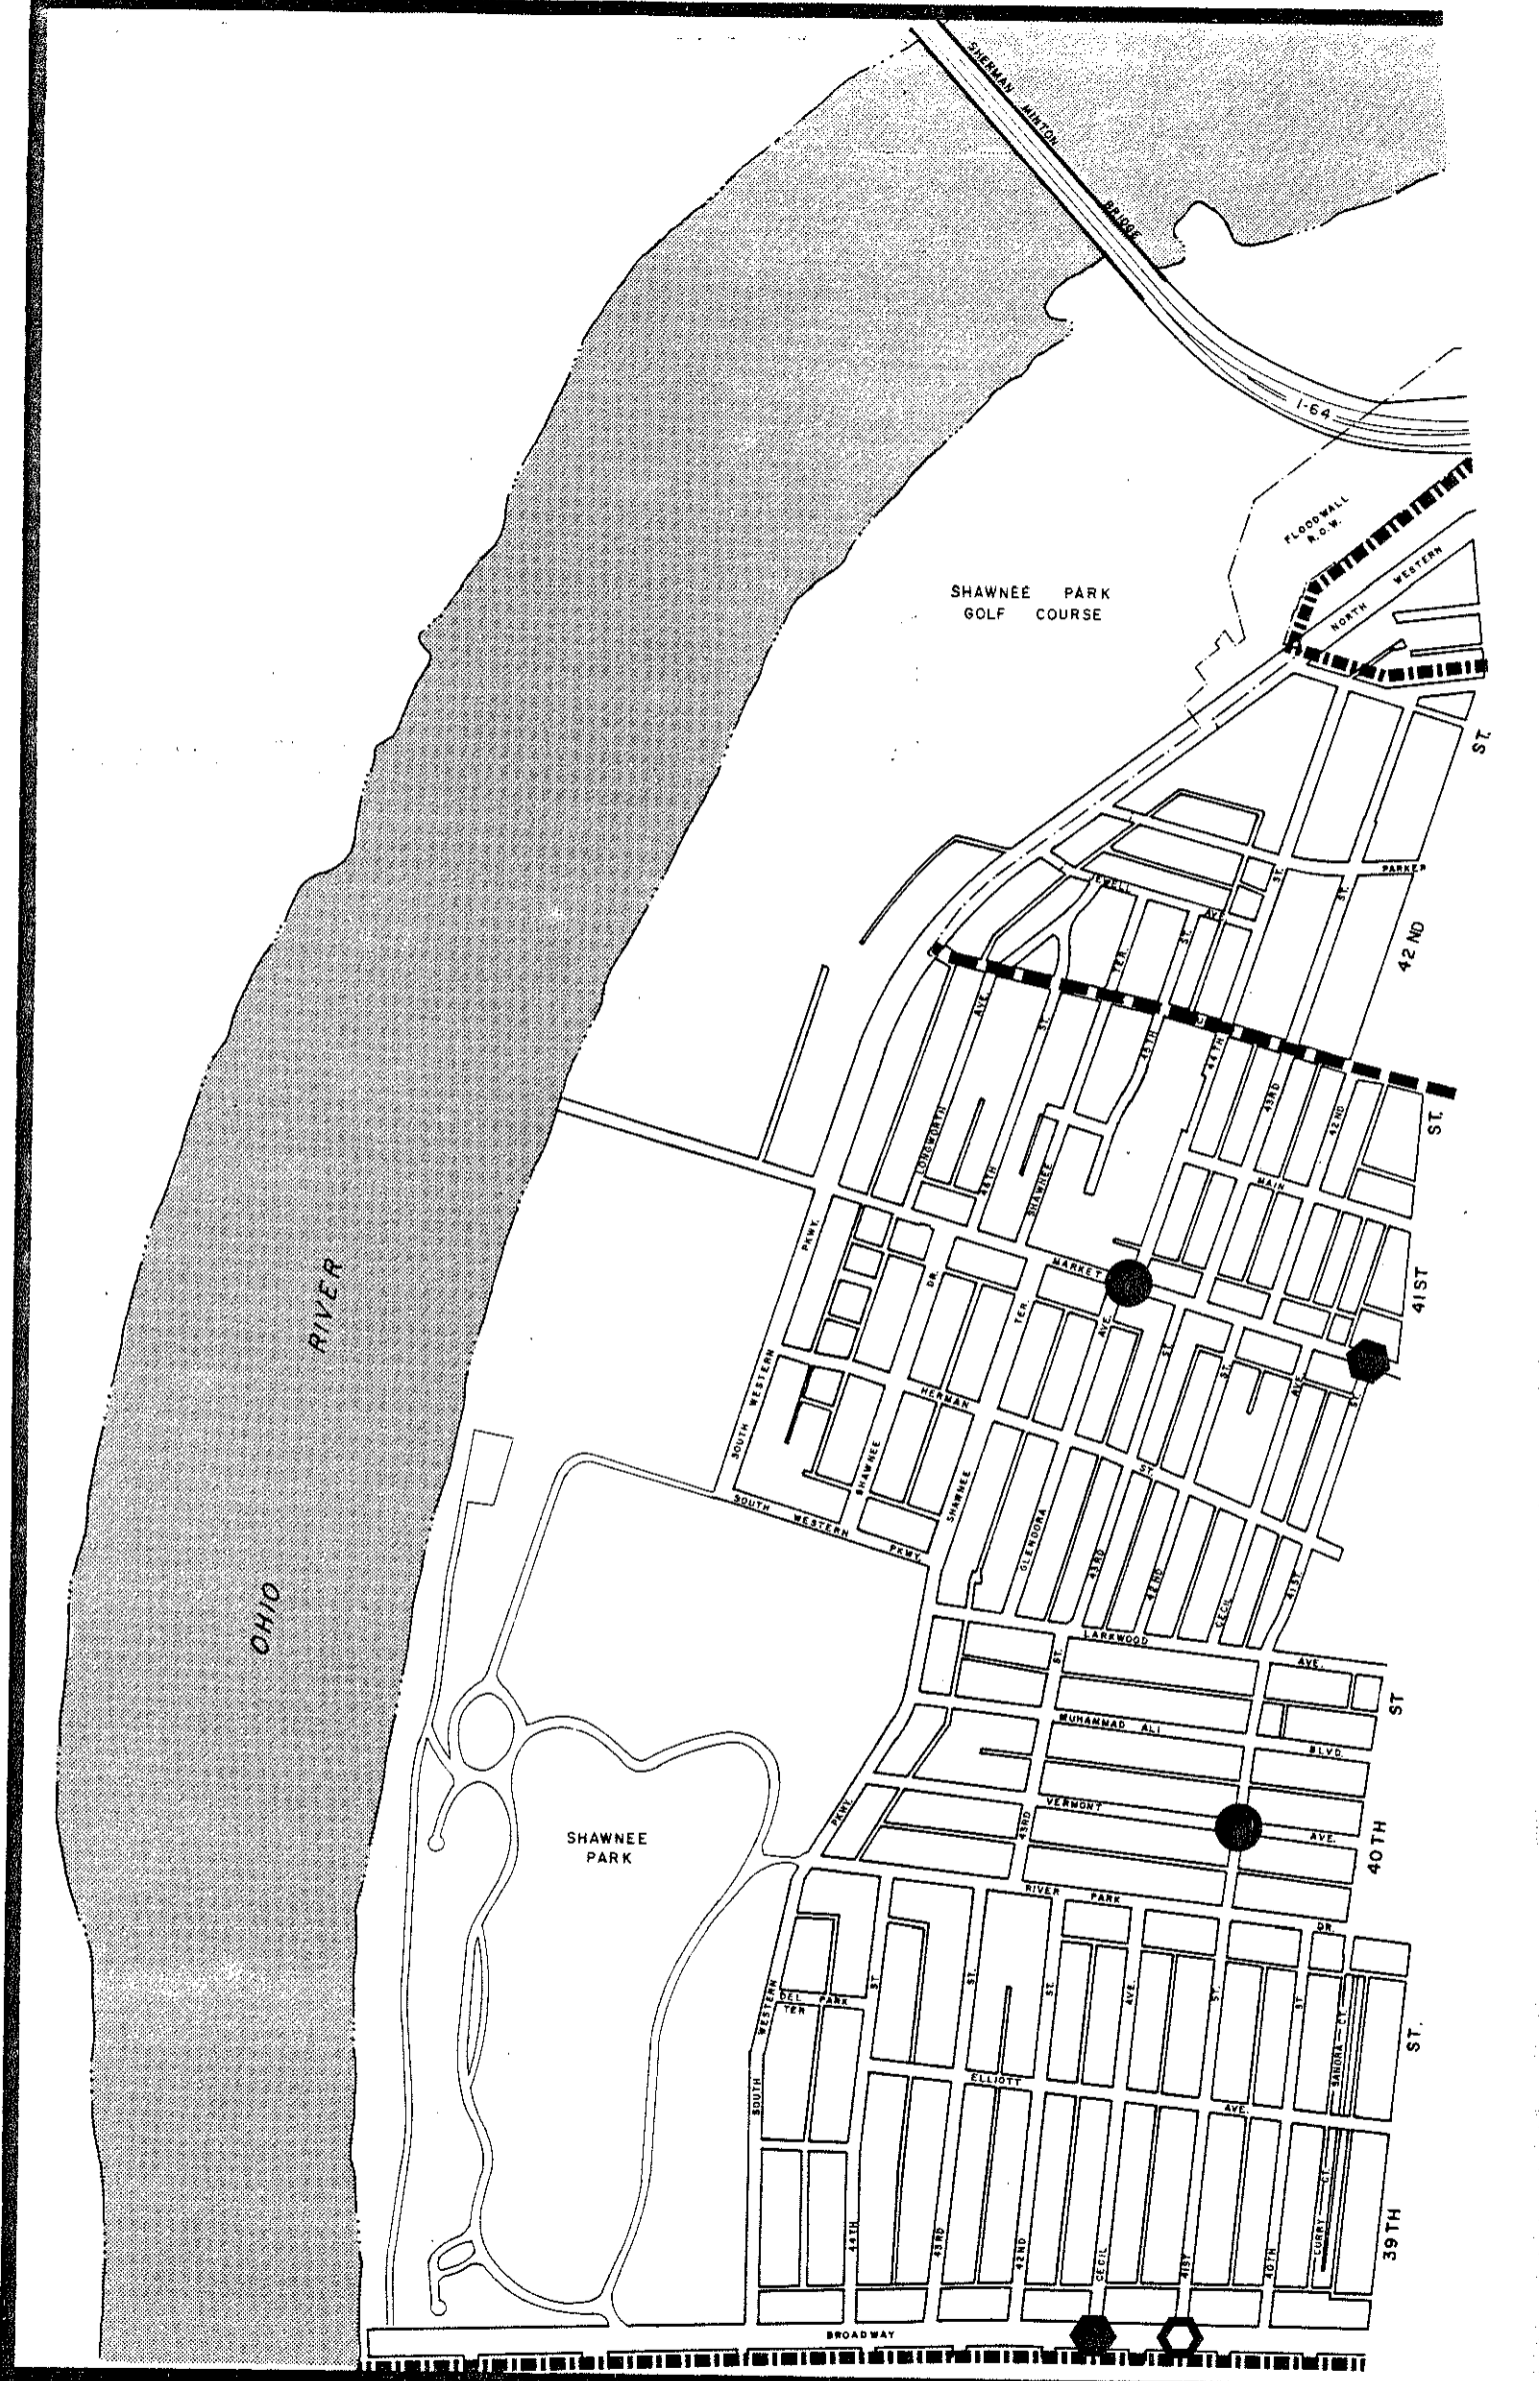 SHERMAN MINTON
BRIDGE
I-64
FLOODWALL
R.O.W.
NORTH WESTERN
SHAWNEE PARK
GOLF COURSE
ST.
PARKER
EWELL
AVE
ST.
ST.
42 ND
TER.
ST.
AVE.
ST.
45TH
44TH
43RD
42ND
ST.
LONGWORTH
46TH
SHAWNEE
MAIN
PKWY.
MARKET
DR.
TER.
AVE.
ST.
ST.
AVE.
ST.
41ST
RIVER
OHIO
SOUTH WESTERN
HERMAN
ST.
SHAWNEE
SHAWNEE
GLENDORA
43RD
42ND
CECIL
41ST
SOUTH WESTERN PKWY.
LARKWOOD
AVE.
ST.
ST
MUHAMMAD ALI
BLVD.
PKWY.
43RD
VERMONT
AVE.
40TH
SHAWNEE
PARK
RIVER PARK
DR.
WESTERN
DEL PARK
TER
ST
ST.
ST.
AVE.
ST.
ST
SANDRA CT.
ST.
SOUTH
ELLIOTT
AVE.
44TH
43RD
42ND
CECIL
41ST
40TH
CURRY CT.
39TH
BROADWAY